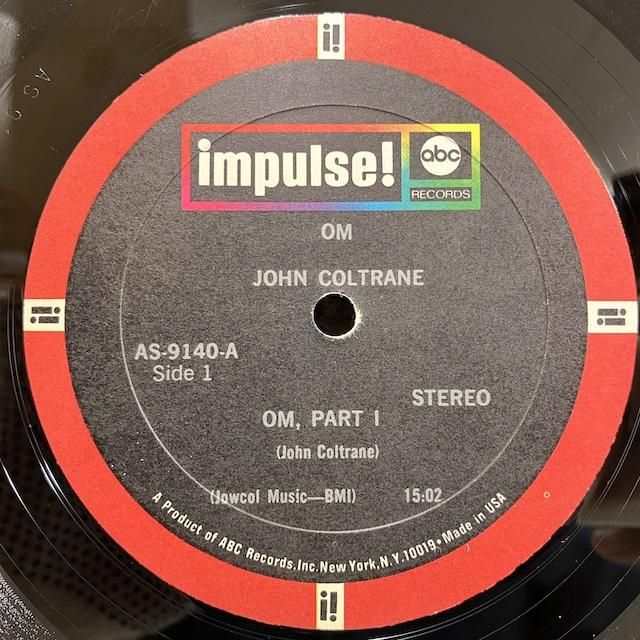 i!
impulse!
abc
RECORDS
OM
JOHN COLTRANE
i!
i!
AS-9140-A
Side 1
STEREO
OM, PART I
(John Coltrane)
(Jowcol Music—BMI) 15:02
A Product of ABC Records,Inc.New York,N.Y.10019•Made in USA
i!